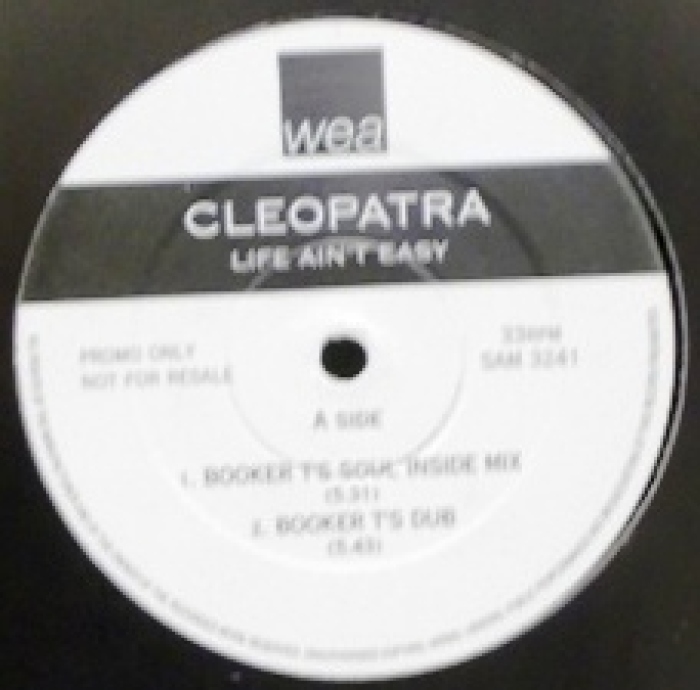 wea
CLEOPATRA
LIFE AIN'T EASY
PROMO ONLY
NOT FOR RESALE
33RPM
SAM 3241
A SIDE
1. BOOKER T'S SOUL INSIDE MIX
(5.31)
2. BOOKER T'S DUB
(5.43)